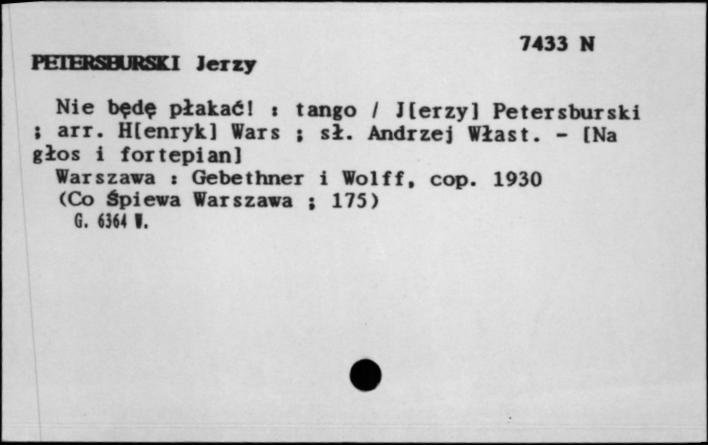 7433 N
PETERSBURSKI Jerzy
Nie będę płakać! : tango / J[erzy] Petersburski
; arr. H[enryk] Wars ; sł. Andrzej Włast. - [Na
głos i fortepian]
Warszawa : Gebethner i Wolff, cop. 1930
(Co Śpiewa Warszawa ; 175)
G. 6364 W.